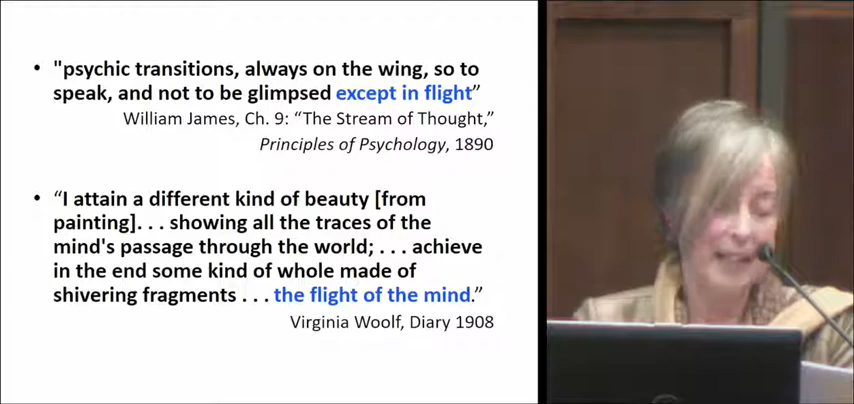 • "psychic transitions, always on the wing, so to
speak, and not to be glimpsed except in flight”
William James, Ch. 9: “The Stream of Thought,”
Principles of Psychology, 1890
• “I attain a different kind of beauty [from
painting]. . . showing all the traces of the
mind's passage through the world; . . . achieve
in the end some kind of whole made of
shivering fragments . . . the flight of the mind.”
Virginia Woolf, Diary 1908